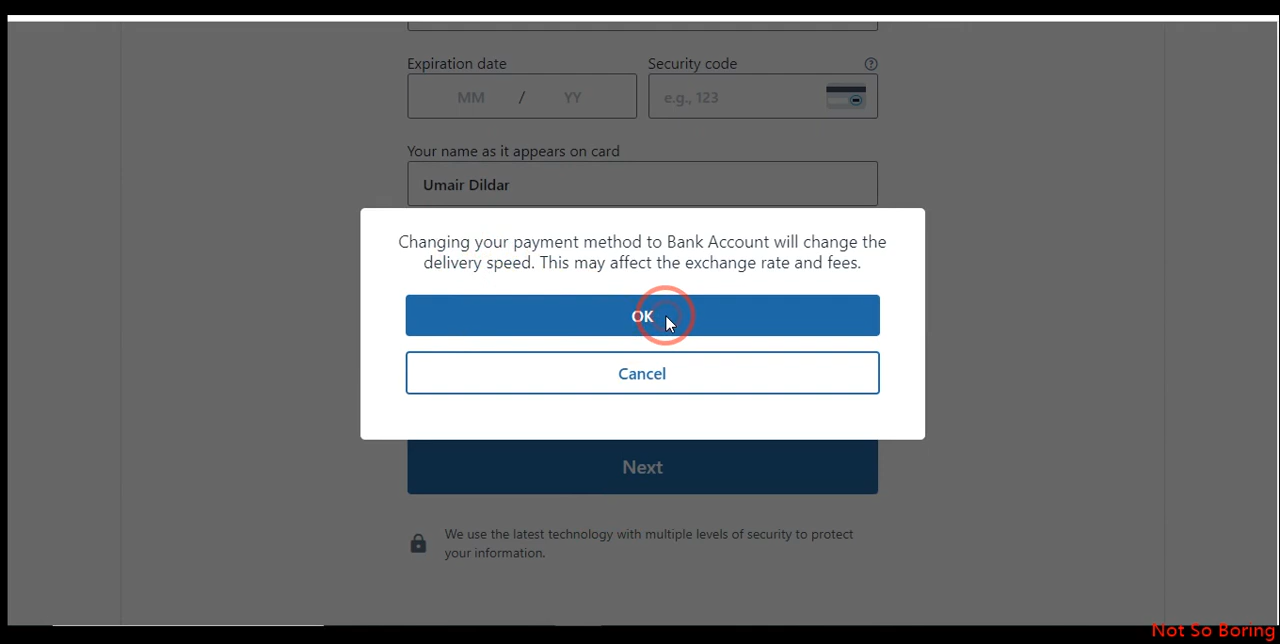 Expiration date
Security code
MM / YY
e.g., 123
Your name as it appears on card
Umair Dildar
Changing your payment method to Bank Account will change the
delivery speed. This may affect the exchange rate and fees.
OK
Cancel
Next
We use the latest technology with multiple levels of security to protect
your information.
Not So Boring